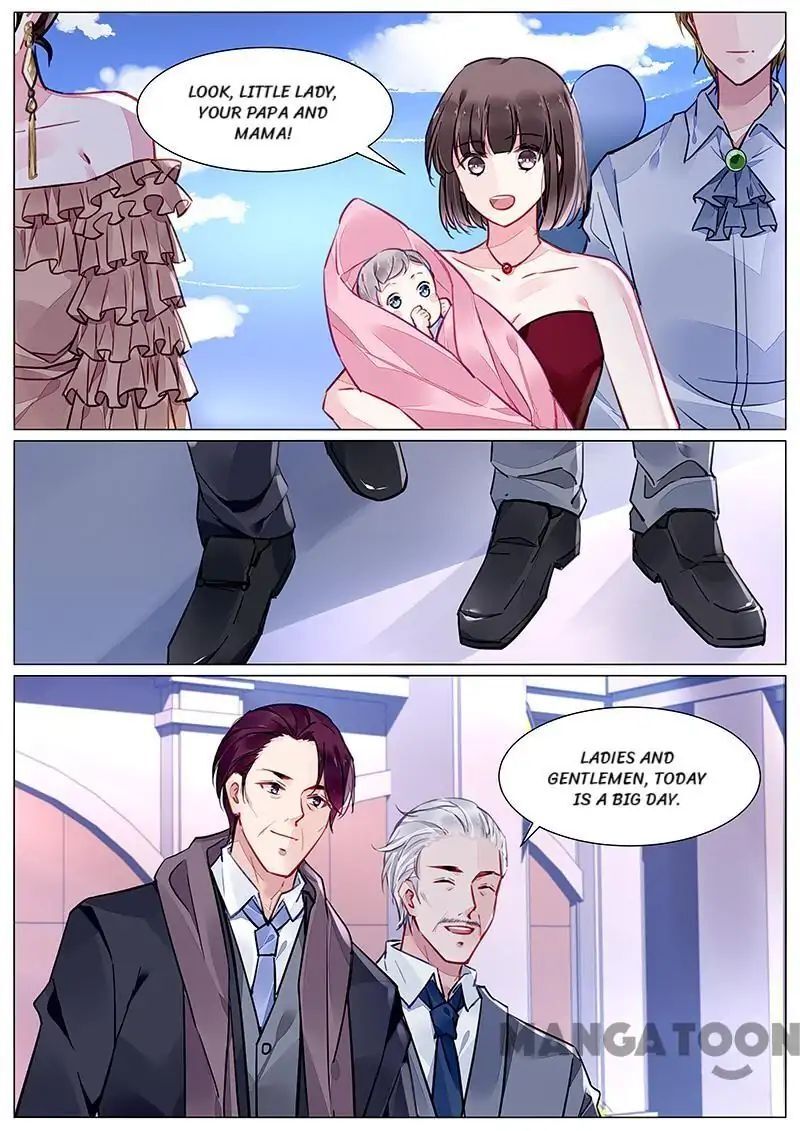 LOOK, LITTLE LADY,
YOUR PAPA AND
MAMA!
LADIES AND
GENTLEMEN, TODAY
IS A BIG DAY.
MANGATOON